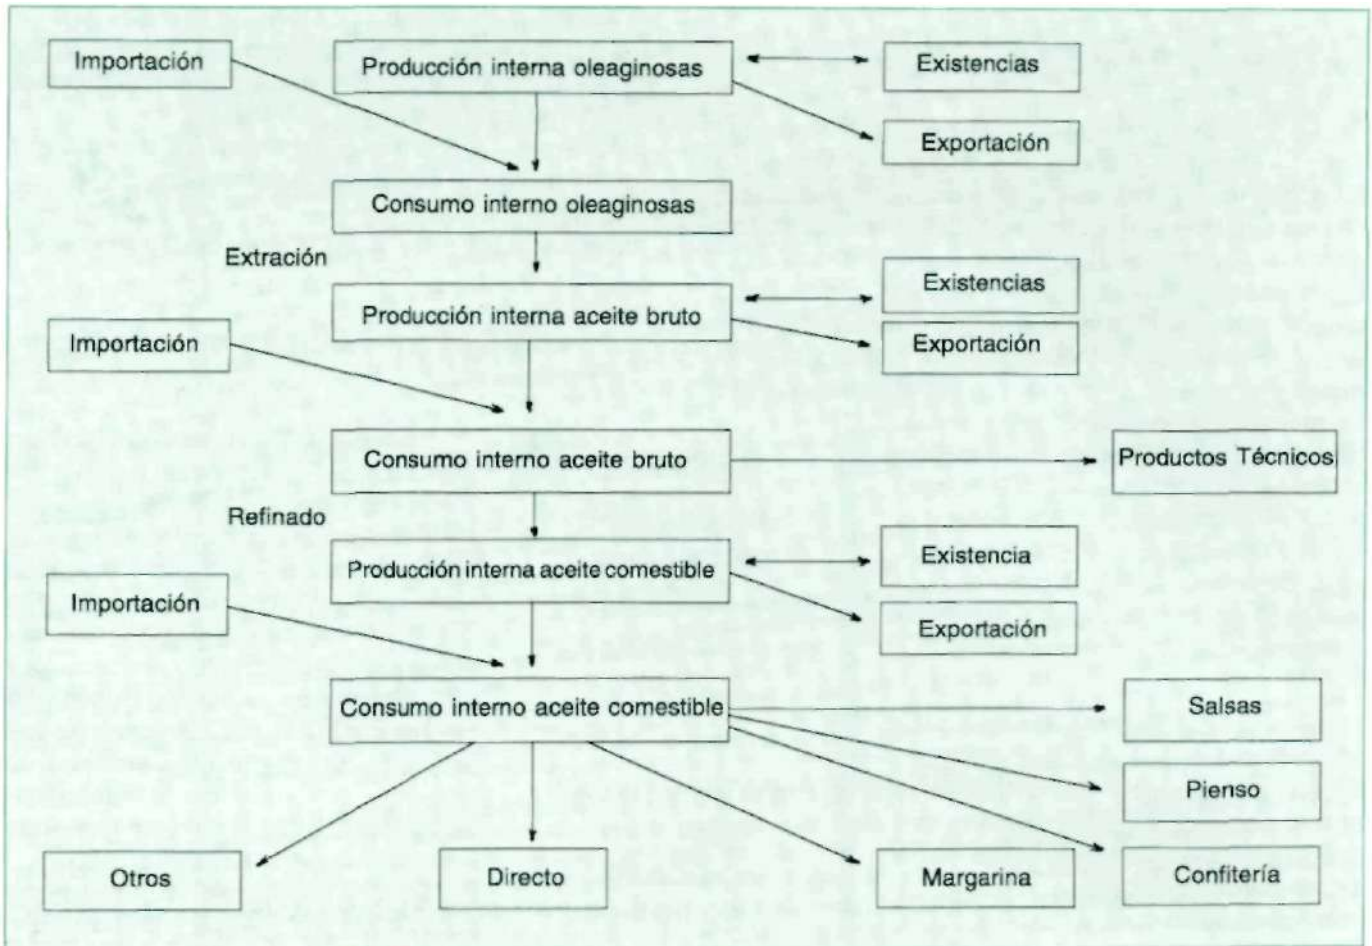 Importación
Producción interna oleaginosas
Existencias
Exportación
Consumo interno oleaginosas
Extración
Producción interna aceite bruto
Existencias
Importación
Exportación
Consumo interno aceite bruto
Productos Técnicos
Refinado
Producción interna aceite comestible
Existencia
Importación
Exportación
Consumo interno aceite comestible
Salsas
Pienso
Otros
Directo
Margarina
Confitería